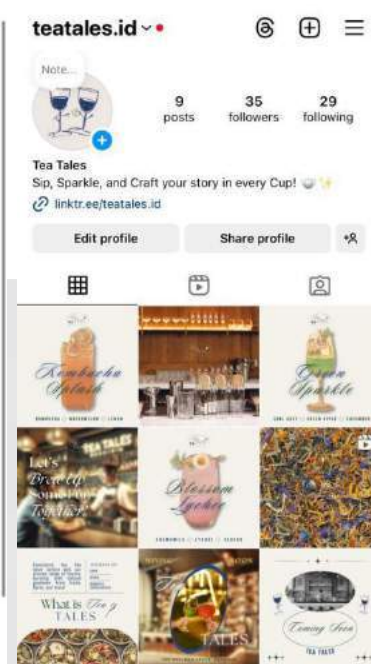 teatales.id
Note...
9 35 29
posts followers following
Tea Tales
Sip, Sparkle, and Craft your story in every Cup!
linktr.ee/teatales.id
Edit profile Share profile
Kombucha
Splash
Green
Sparkle
Let's
Brew up
Something
Together!
TEA TALES
Blossom
Lychee
What is Tea
TALES
TALES
Coming Soon
TEA TALES